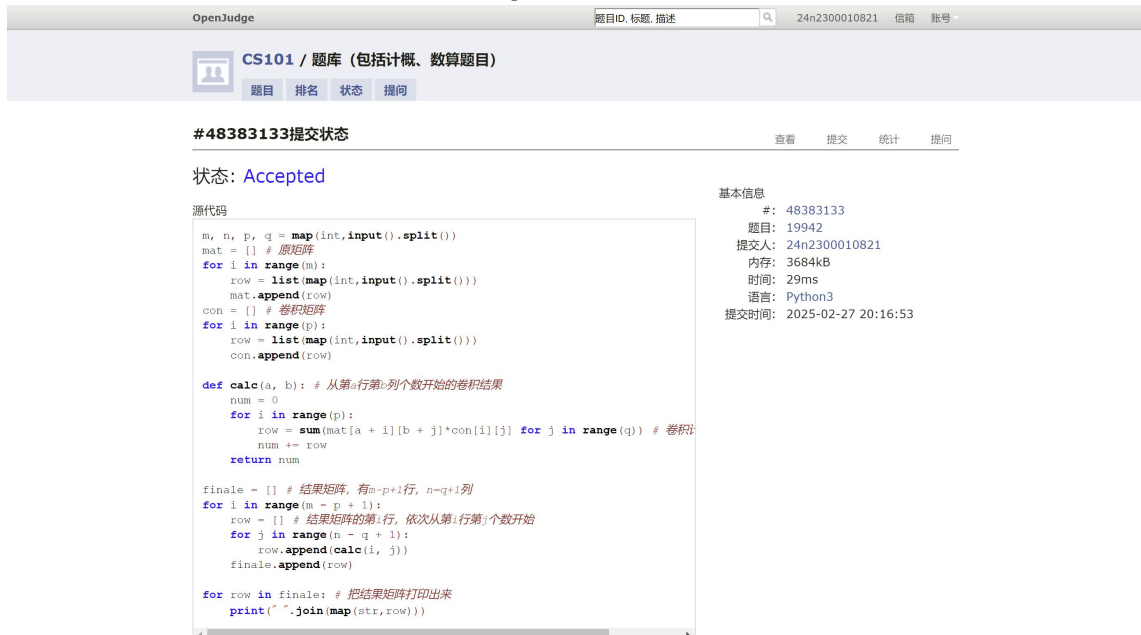 OpenJudge 题目ID, 标题, 描述 24n2300010821 信箱 账号
CS101 / 题库 (包括计概、数算题目)
题目 排名 状态 提问
#48383133提交状态 查看 提交 统计 提问
状态: Accepted
源代码
m, n, p, q = map(int,input().split())
mat = [] # 原矩阵
for i in range(m):
    row = list(map(int,input().split()))
    mat.append(row)
con = [] # 卷积矩阵
for i in range(p):
    row = list(map(int,input().split()))
    con.append(row)
def calc(a, b): # 从第a行第b列个数开始的卷积结果
    num = 0
    for i in range(p):
        row = sum(mat[a + i][b + j]*con[i][j] for j in range(q)) # 卷积
        num += row
    return num
finale = [] # 结果矩阵, 有m-p+1行, n-q+1列
for i in range(m - p + 1):
    row = [] # 结果矩阵的第i行, 依次从第i行第j个数开始
    for j in range(n - q + 1):
        row.append(calc(i, j))
    finale.append(row)
for row in finale: # 把结果矩阵打印出来
    print(" ".join(map(str,row)))
基本信息
#: 48383133
题目: 19942
提交人: 24n2300010821
内存: 3684kB
时间: 29ms
语言: Python3
提交时间: 2025-02-27 20:16:53